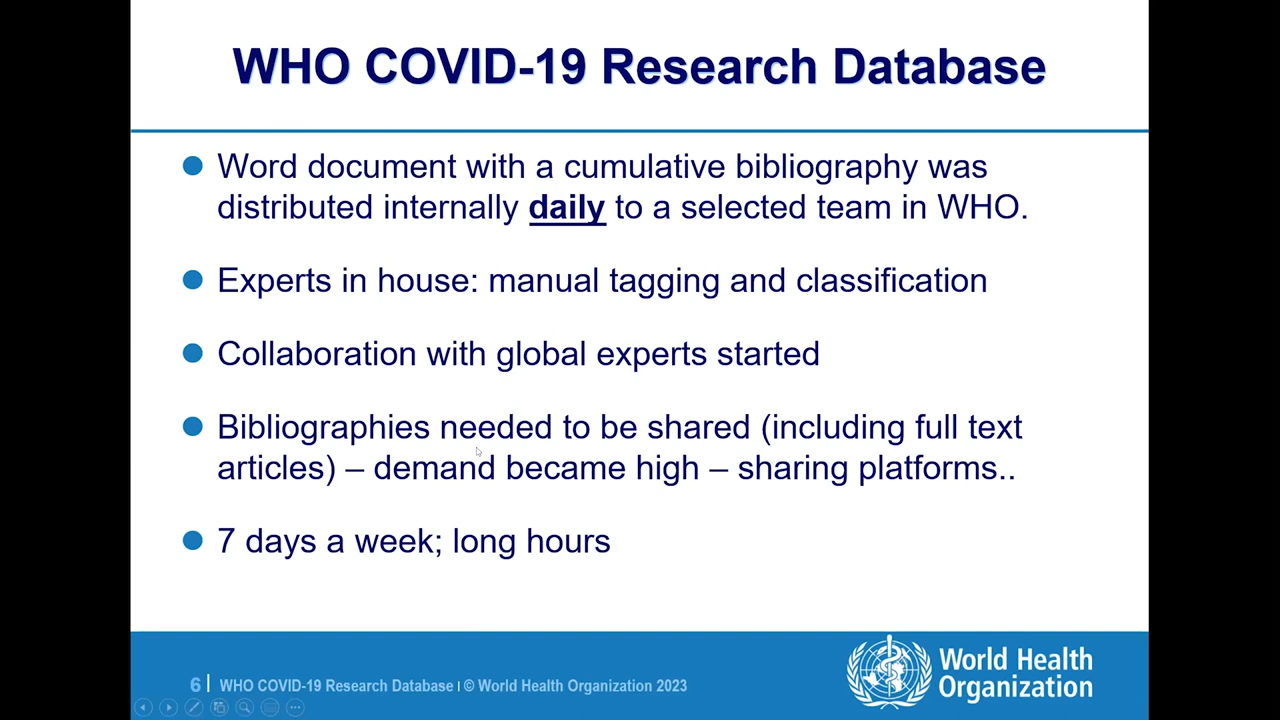 WHO COVID-19 Research Database
Word document with a cumulative bibliography was
distributed internally daily to a selected team in WHO.
Experts in house: manual tagging and classification
Collaboration with global experts started
Bibliographies needed to be shared (including full text
articles) – demand became high – sharing platforms..
7 days a week; long hours
6 | WHO COVID-19 Research Database | © World Health Organization 2023
World Health
Organization